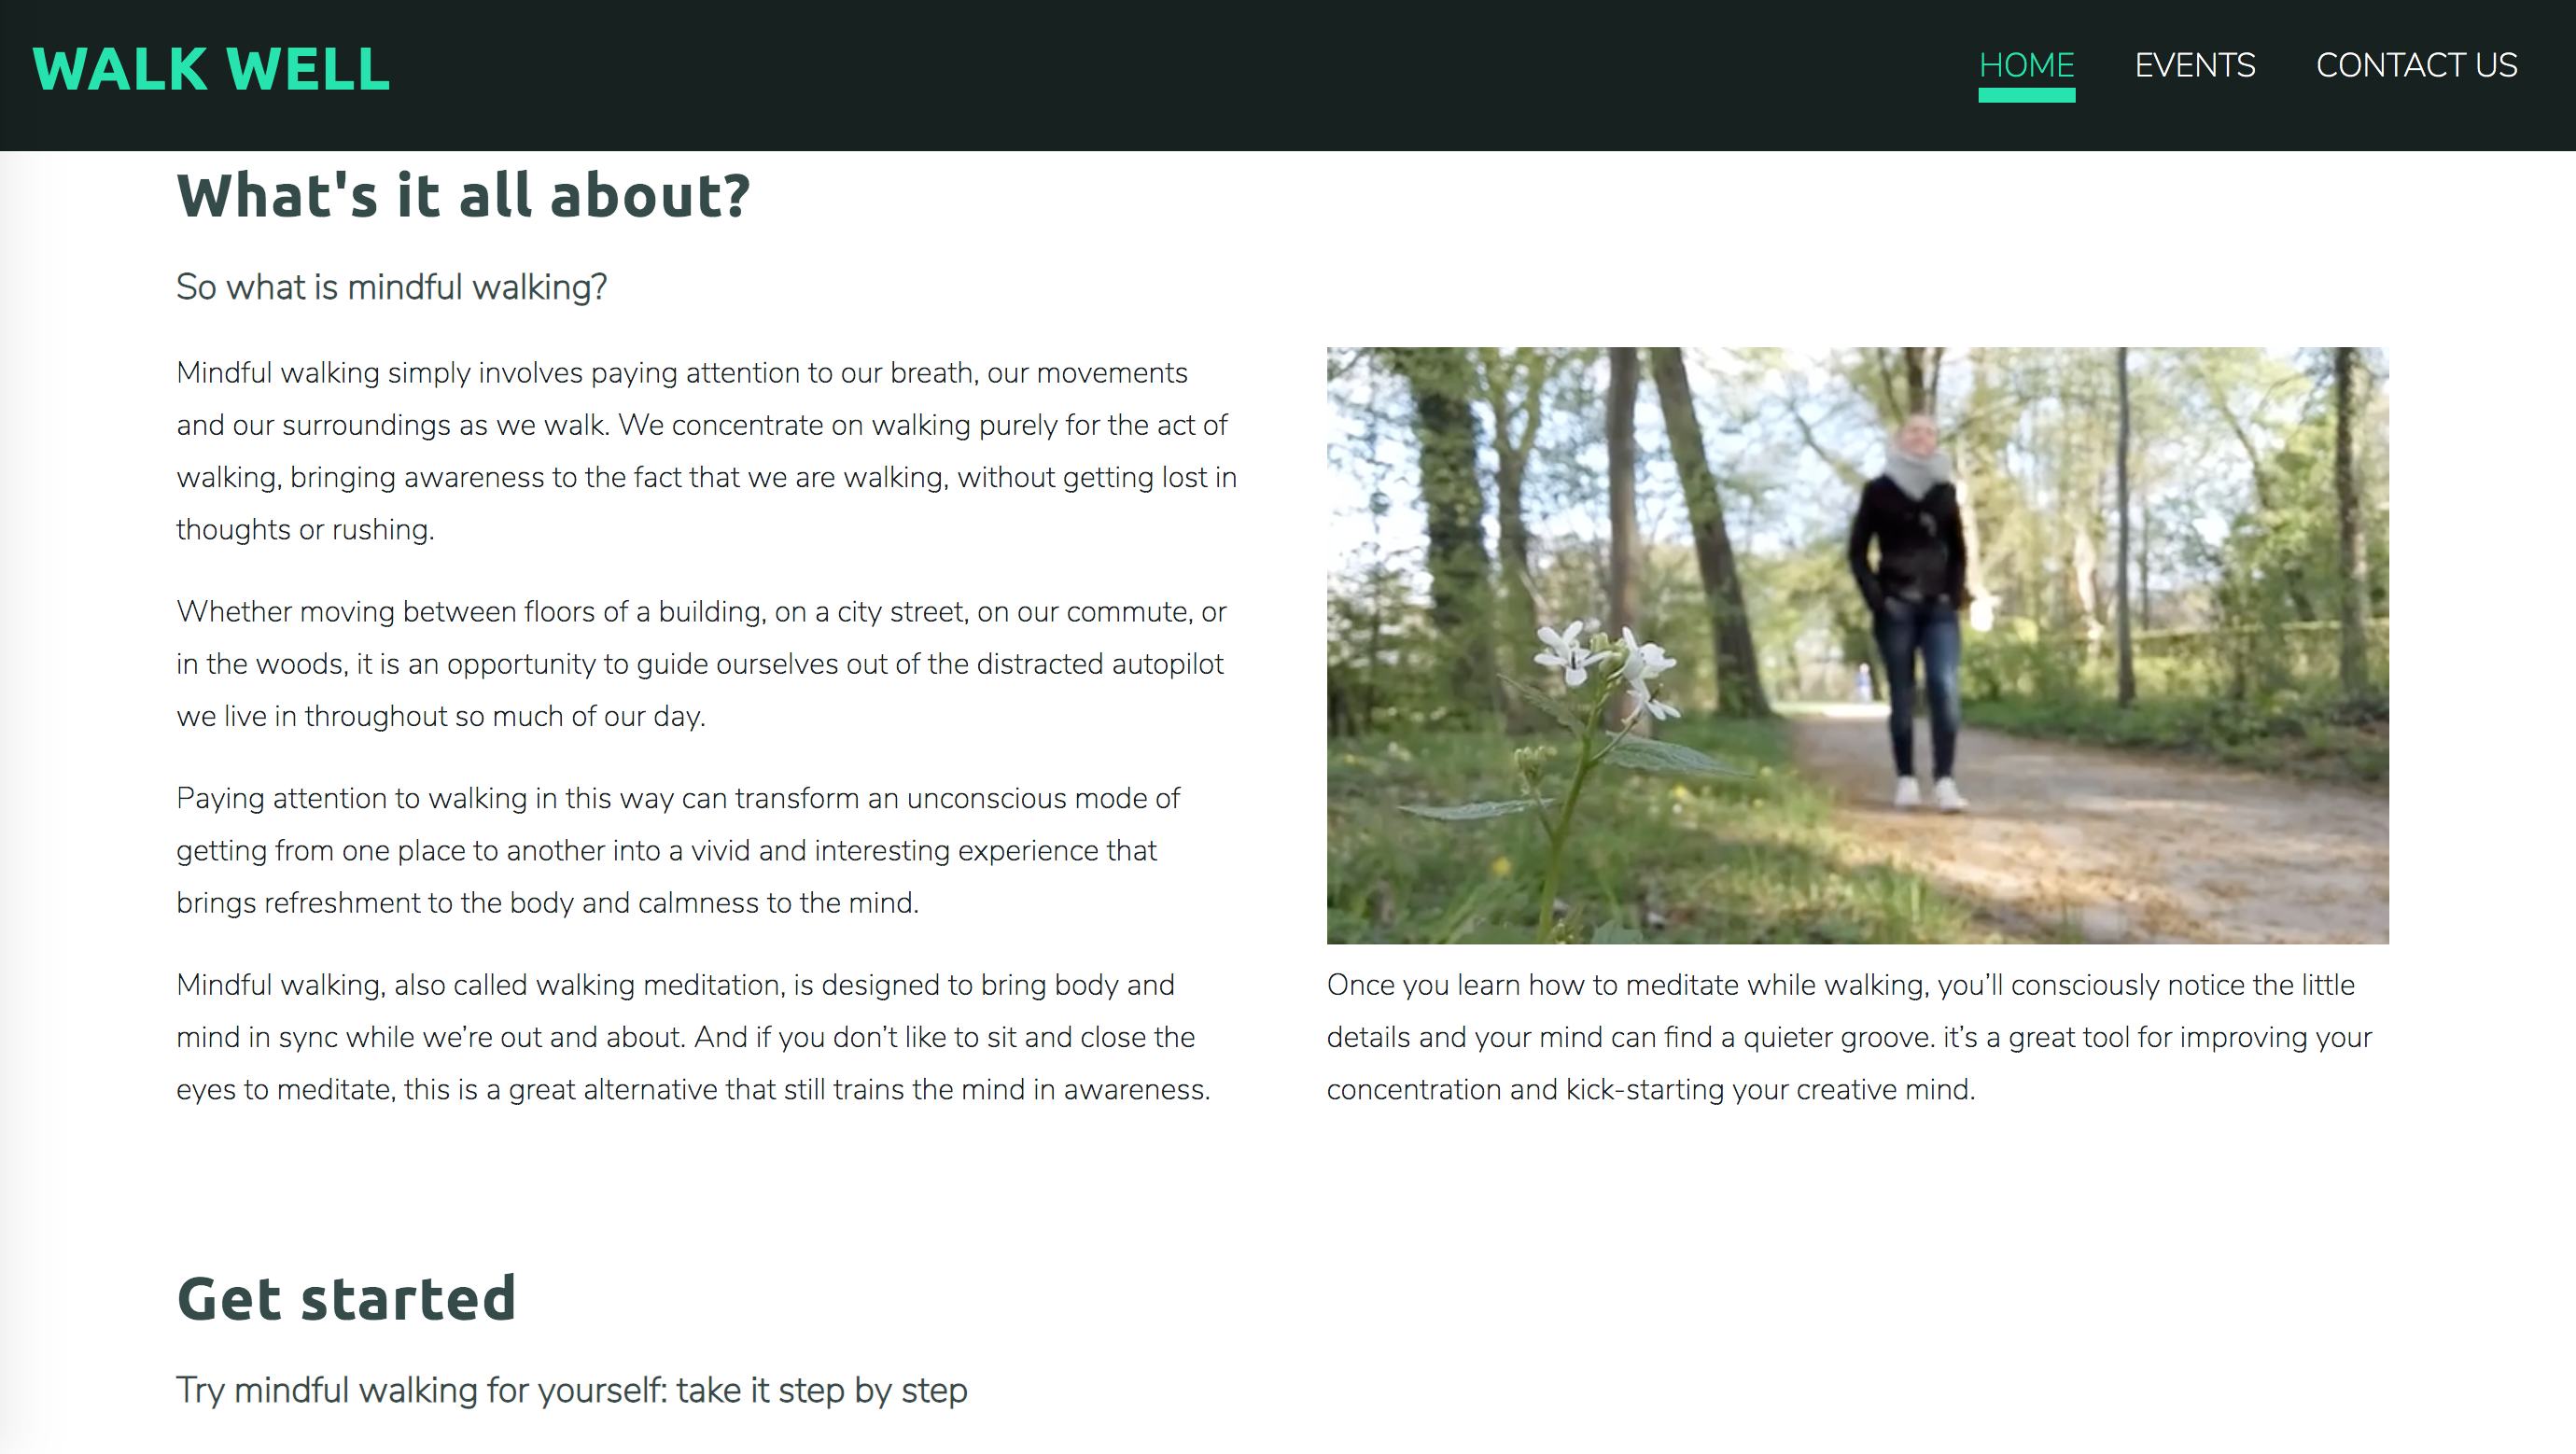 WALK WELL
HOME EVENTS CONTACT US
What's it all about?
So what is mindful walking?
Mindful walking simply involves paying attention to our breath, our movements
and our surroundings as we walk. We concentrate on walking purely for the act of
walking, bringing awareness to the fact that we are walking, without getting lost in
thoughts or rushing.
Whether moving between floors of a building, on a city street, on our commute, or
in the woods, it is an opportunity to guide ourselves out of the distracted autopilot
we live in throughout so much of our day.
Paying attention to walking in this way can transform an unconscious mode of
getting from one place to another into a vivid and interesting experience that
brings refreshment to the body and calmness to the mind.
Mindful walking, also called walking meditation, is designed to bring body and
mind in sync while we’re out and about. And if you don’t like to sit and close the
eyes to meditate, this is a great alternative that still trains the mind in awareness.
Once you learn how to meditate while walking, you’ll consciously notice the little
details and your mind can find a quieter groove. it’s a great tool for improving your
concentration and kick-starting your creative mind.
Get started
Try mindful walking for yourself: take it step by step